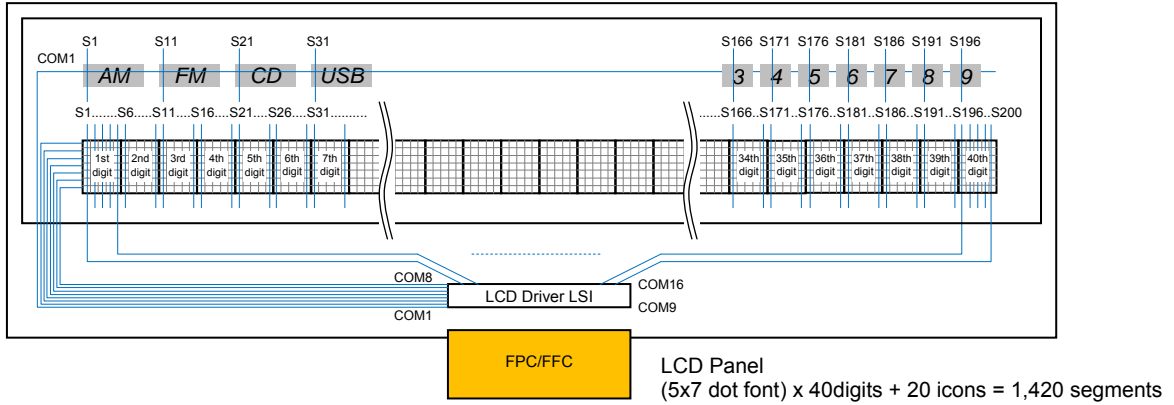 S1 S11 S21 S31 S166 S171 S176 S181 S186 S191 S196
COM1
AM FM CD USB 3 4 5 6 7 8 9
S1........S6.....S11....S16....S21....S26....S31.......... ......S166..S171..S176..S181..S186..S191..S196..S200
1st digit 2nd digit 3rd digit 4th digit 5th digit 6th digit 7th digit 34th digit 35th digit 36th digit 37th digit 38th digit 39th digit 40th digit
COM8 COM16
LCD Driver LSI
COM1 COM9
FPC/FFC
LCD Panel
(5x7 dot font) x 40digits + 20 icons = 1,420 segments